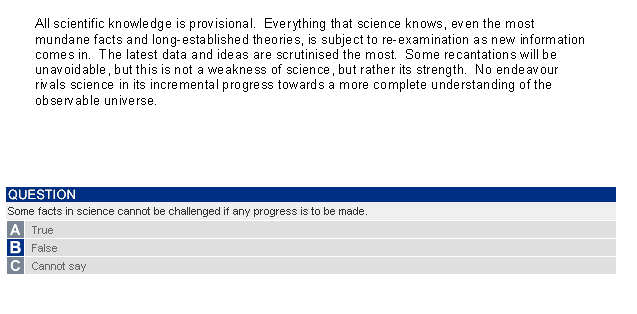 All scientific knowledge is provisional. Everything that science knows, even the most
mundane facts and long-established theories, is subject to re-examination as new information
comes in. The latest data and ideas are scrutinised the most. Some recantations will be
unavoidable, but this is not a weakness of science, but rather its strength. No endeavour
rivals science in its incremental progress towards a more complete understanding of the
observable universe.
QUESTION
Some facts in science cannot be challenged if any progress is to be made.
A True
B False
C Cannot say